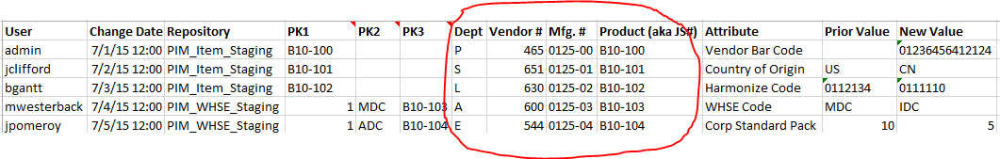 User Change Date Repository PK1 PK2 PK3 Dept Vendor # Mfg. # Product (aka JS#) Attribute Prior Value New Value
admin 7/1/15 12:00 PIM_Item_Staging B10-100 P 465 0125-00 B10-100 Vendor Bar Code 01236456412124
jclifford 7/2/15 12:00 PIM_Item_Staging B10-101 S 651 0125-01 B10-101 Country of Origin US CN
bgantt 7/3/15 12:00 PIM_Item_Staging B10-102 L 630 0125-02 B10-102 Harmonize Code 0112134 0111110
mwesterback 7/4/15 12:00 PIM_WHSE_Staging 1 MDC B10-103 A 600 0125-03 B10-103 WHSE Code MDC IDC
jpomeroy 7/5/15 12:00 PIM_WHSE_Staging 1 ADC B10-104 E 544 0125-04 B10-104 Corp Standard Pack 10 5